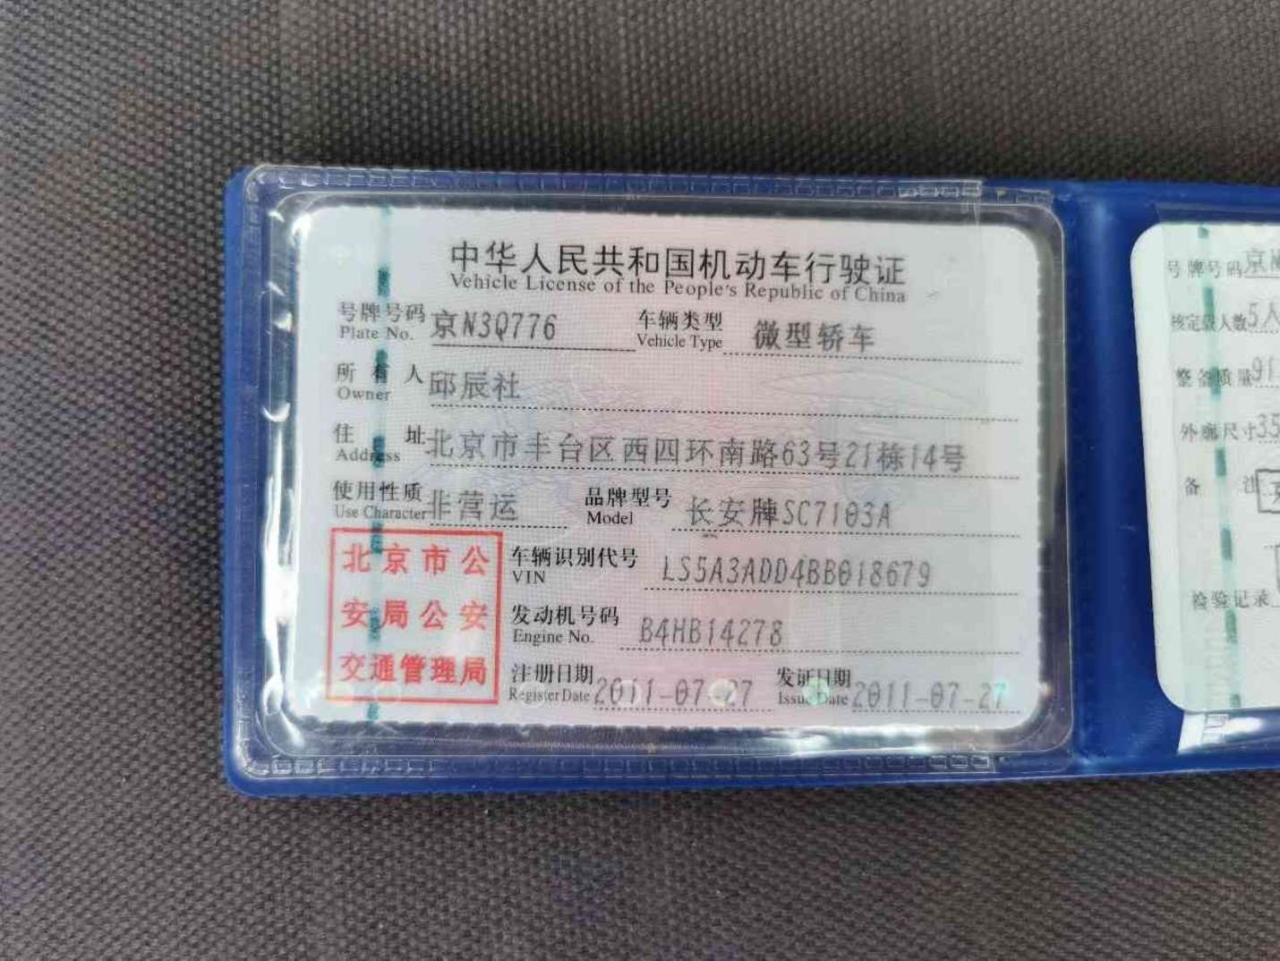 中华人民共和国机动车行驶证
Vehicle License of the People's Republic of China
号牌号码 京N3Q776 车辆类型 微型轿车
Plate No. Vehicle Type
所有人 邱辰社
Owner
住址 北京市丰台区西四环南路63号21栋14号
Address
使用性质 非营运 品牌型号 长安牌SC7103A
Use Character Model
北京市公
安局公安
交通管理局
车辆识别代号 LS5A3ADD4BB018679
VIN
发动机号码 B4HB14278
Engine No.
注册日期 2011-07-27 发证日期 2011-07-27
Register Date Issue Date
号牌号码 京
核定载人数 5人
整备质量 91
外廓尺寸 35
备注
检验记录